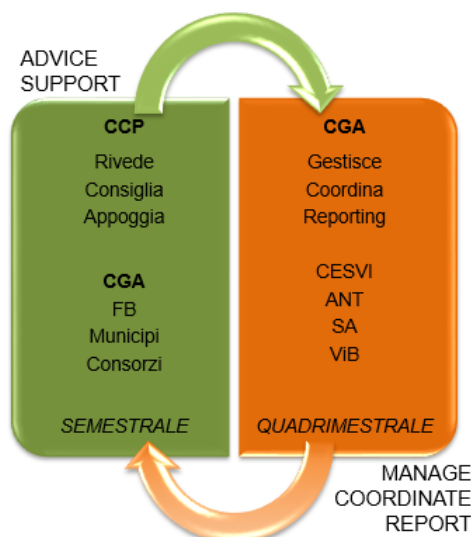 ADVICE
SUPPORT
CCP
Rivede
Consiglia
Appoggia
CGA
FB
Municipi
Consorzi
SEMESTRALE
CGA
Gestisce
Coordina
Reporting
CESVI
ANT
SA
ViB
QUADRIMESTRALE
MANAGE
COORDINATE
REPORT